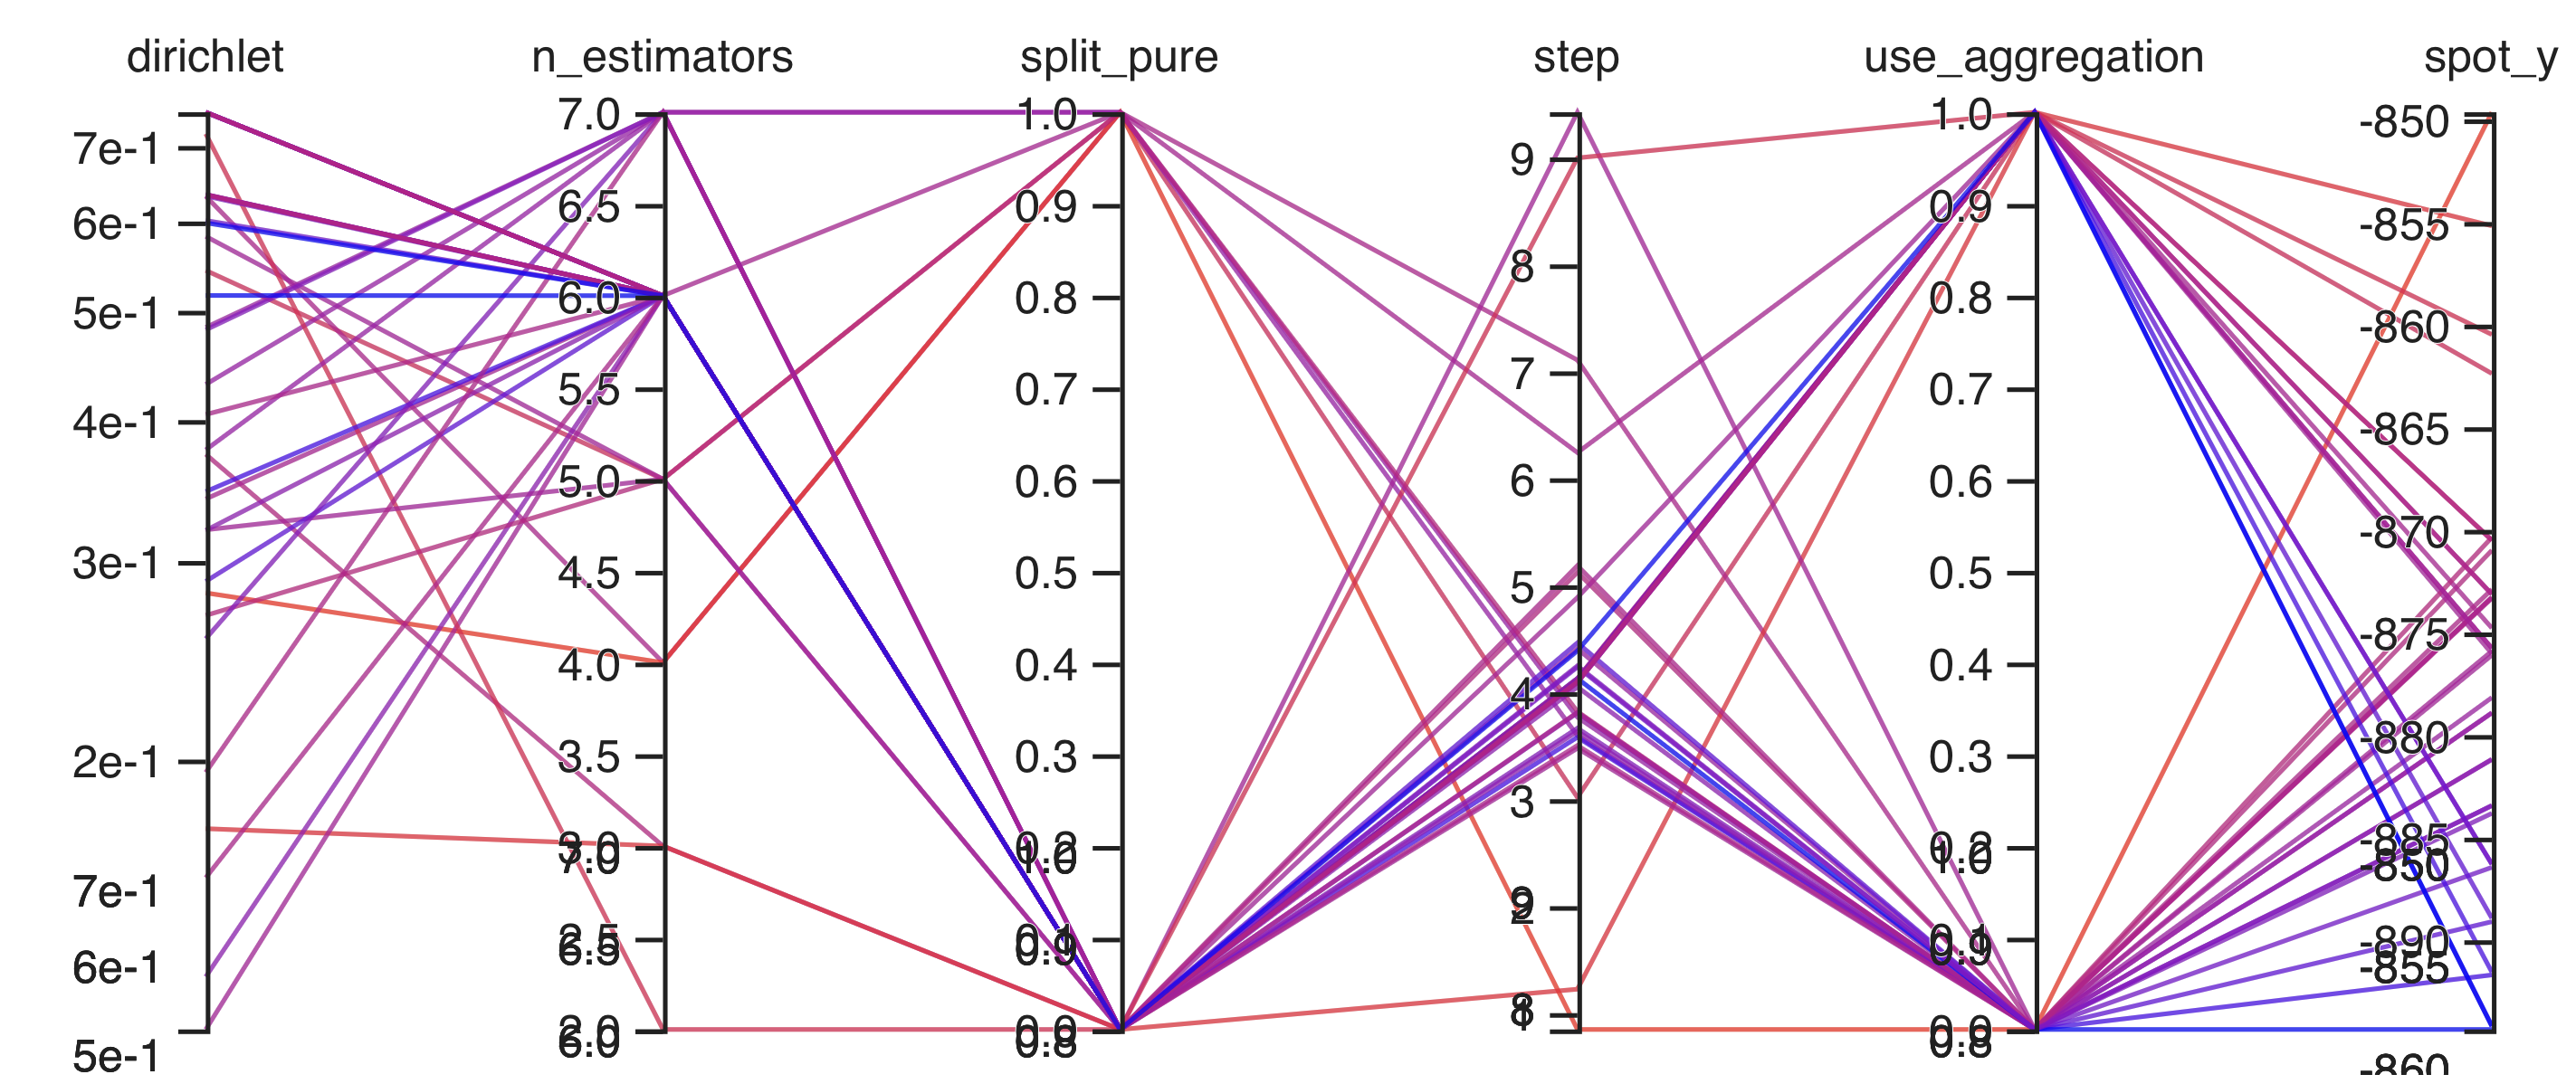 dirichlet n_estimators split_pure step use_aggregation spot_y
7.0 1.0 1.0 -850
7e-1 9
6e-1 6.5 0.9 0.9 -855
8
5e-1 6.0 0.8 0.8 -860
7
5.5 0.7 0.7
4e-1 -865
5.0 0.6 6 0.6
-870
3e-1 4.5 0.5 5 0.5
-875
4.0 0.4 4 0.4
2e-1 3.5 0.3 0.3 -880
3
3.0 0.2 0.2 -885
7.0 1.0 1.0 -850
7e-1 2
9
2.5 0.1 0.1 -890
6e-1 6.5 0.9 0.9 -855
1
8
2.0 0.0 0.0
5e-1 6.0 0.8 0.8 -860